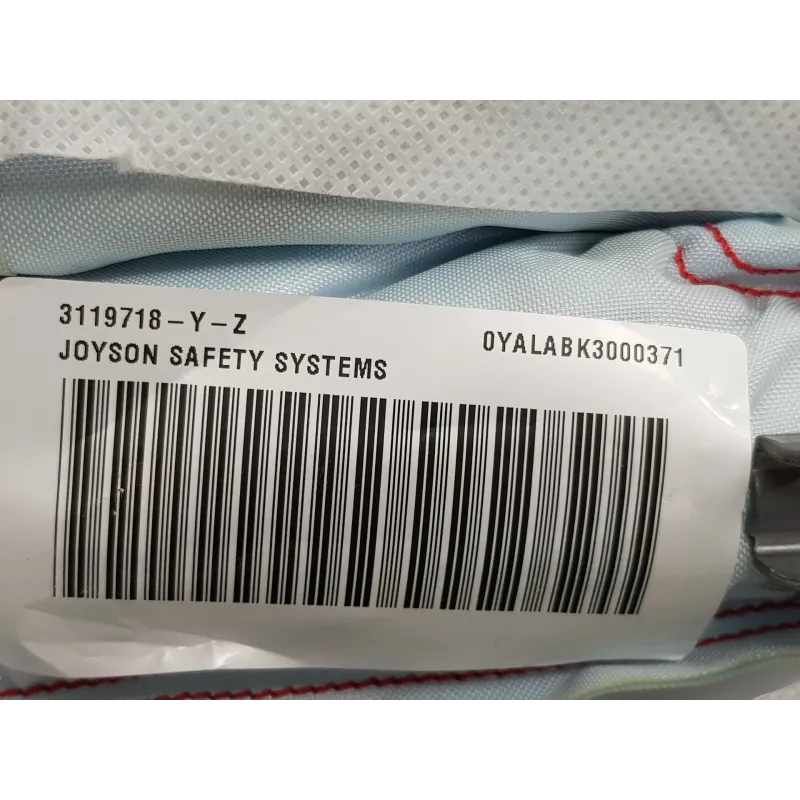 3119718-Y-Z
0YALABK3000371
JOYSON SAFETY SYSTEMS